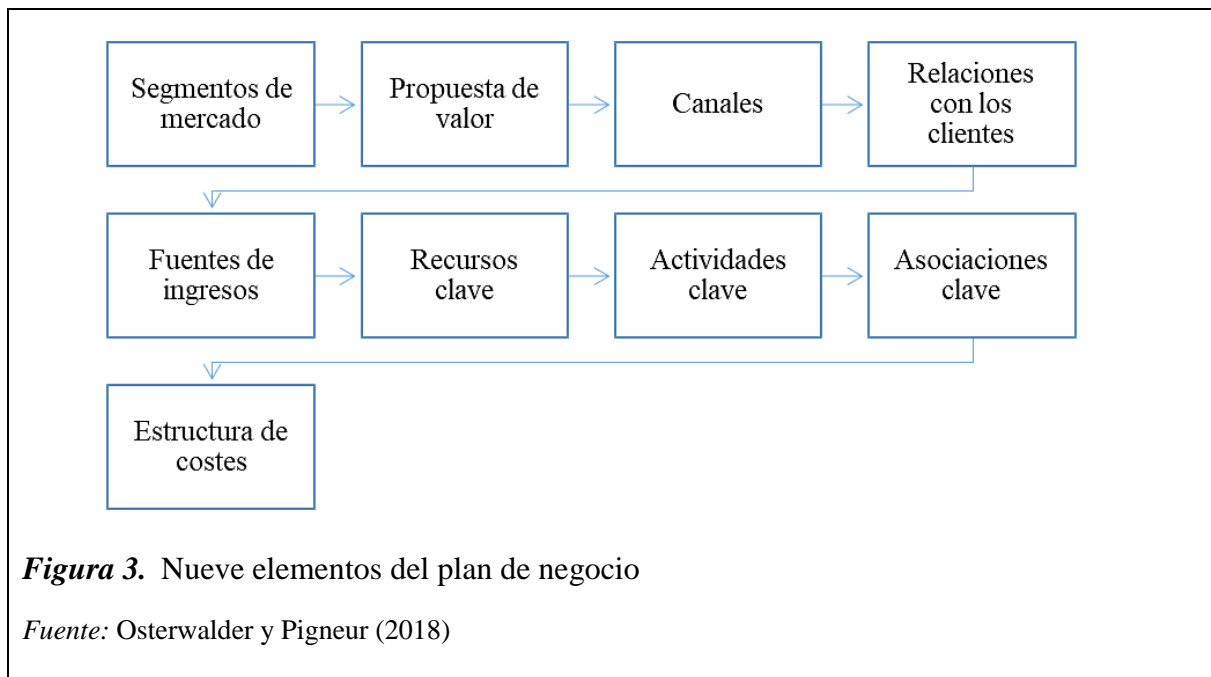 Segmentos de
mercado
Propuesta de
valor
Canales
Relaciones
con los
clientes
Fuentes de
ingresos
Recursos
clave
Actividades
clave
Asociaciones
clave
Estructura de
costes
Figura 3. Nueve elementos del plan de negocio
Fuente: Osterwalder y Pigneur (2018)